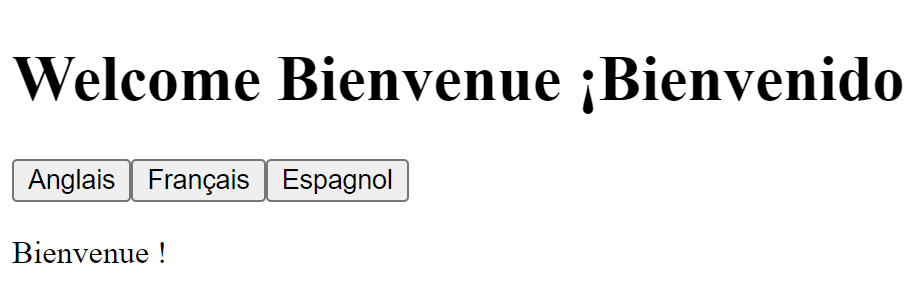 Welcome Bienvenue ¡Bienvenido
Anglais Français Espagnol
Bienvenue !